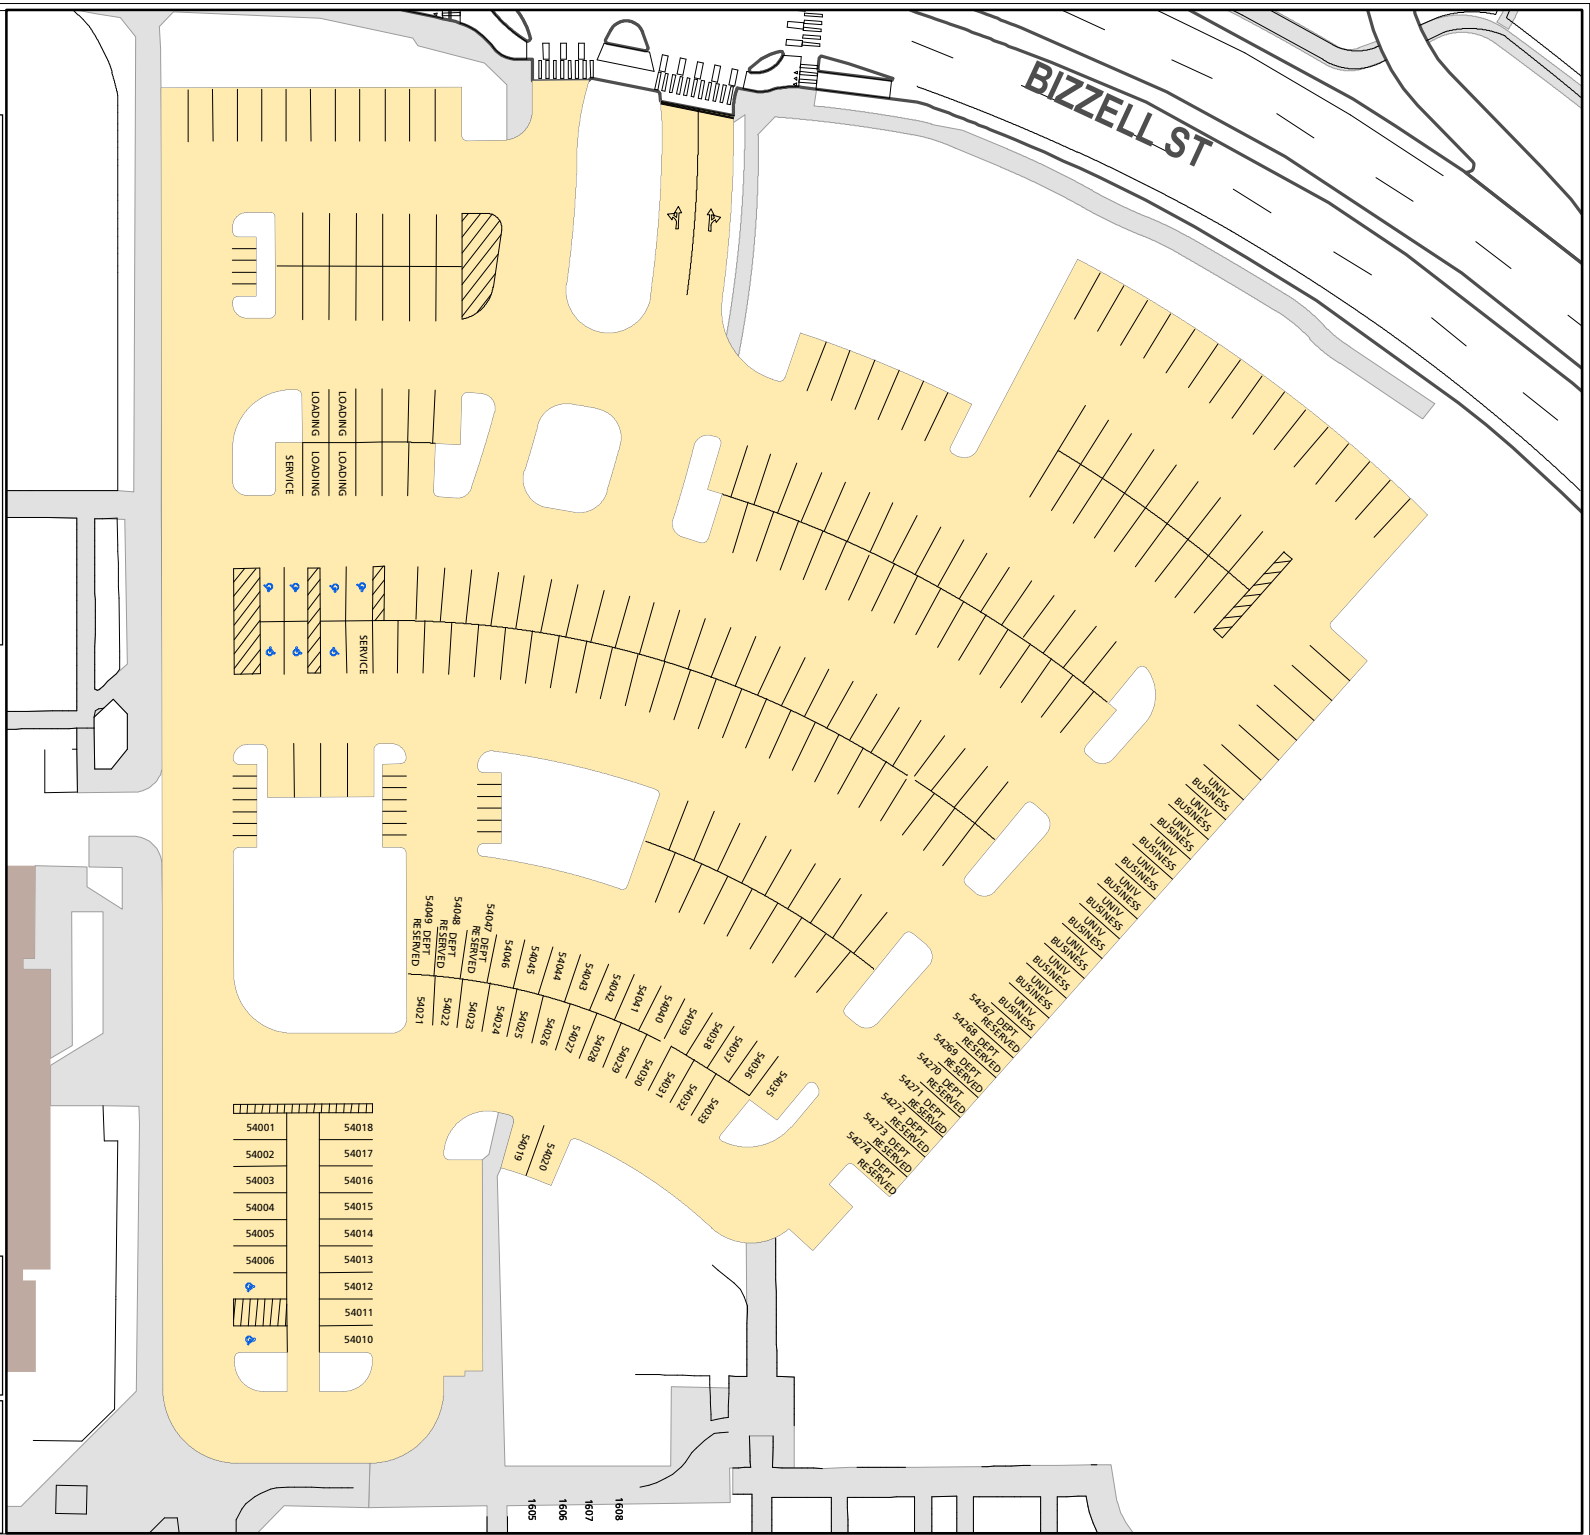 BIZZELL ST
LOADING
LOADING
SERVICE
LOADING
LOADING
SERVICE
UNIV
BUSINESS
UNIV
BUSINESS
UNIV
BUSINESS
UNIV
BUSINESS
UNIV
BUSINESS
UNIV
BUSINESS
UNIV
BUSINESS
UNIV
BUSINESS
UNIV
BUSINESS
UNIV
BUSINESS
UNIV
BUSINESS
UNIV
BUSINESS
54267 DEPT
RESERVED
54268 DEPT
RESERVED
54269 DEPT
RESERVED
54270 DEPT
RESERVED
54271 DEPT
RESERVED
54272 DEPT
RESERVED
54273 DEPT
RESERVED
54274 DEPT
RESERVED
54049 DEPT
RESERVED
54048 DEPT
RESERVED
54047 DEPT
RESERVED
54046
54045
54044
54043
54042
54041
54040
54039
54038
54037
54036
54035
54021
54022
54023
54024
54025
54026
54027
54028
54029
54030
54031
54032
54033
54019
54020
54001
54018
54002
54017
54003
54016
54004
54015
54005
54014
54006
54013
54012
54011
54010
1605
1606
1607
1608